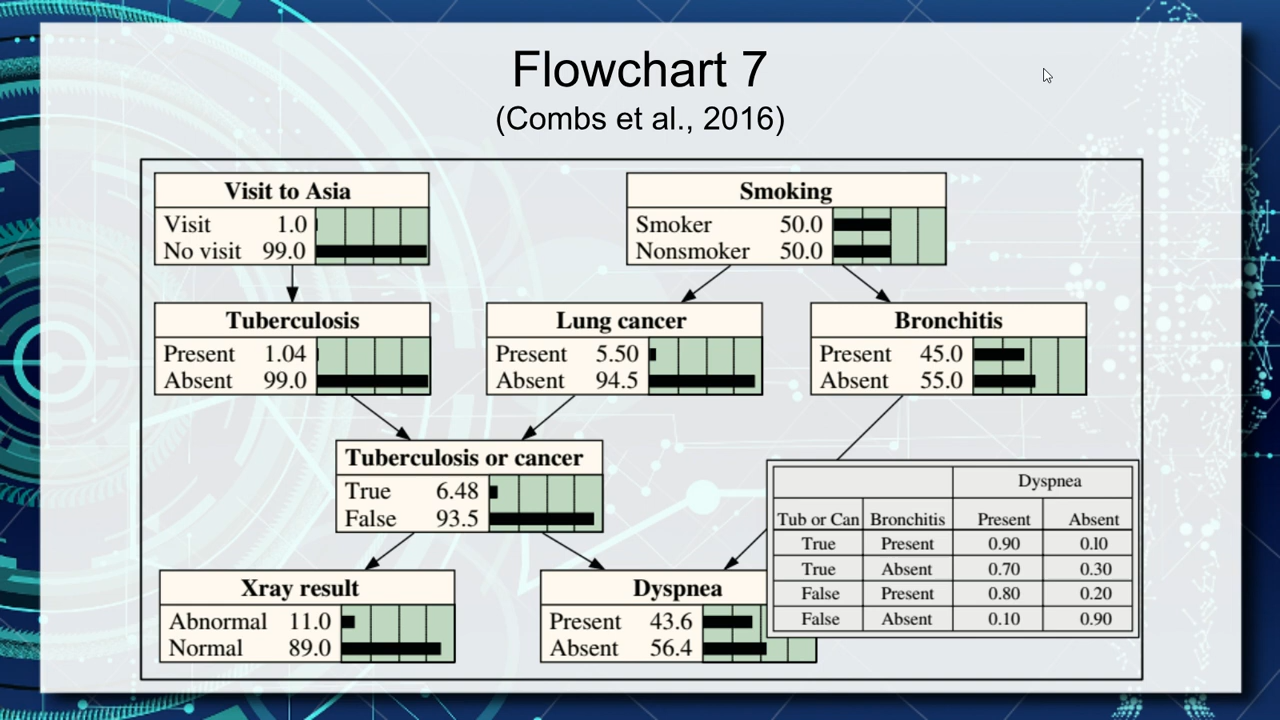 Flowchart 7
(Combs et al., 2016)
Visit to Asia
Visit 1.0
No visit 99.0
Smoking
Smoker 50.0
Nonsmoker 50.0
Tuberculosis
Present 1.04
Absent 99.0
Lung cancer
Present 5.50
Absent 94.5
Bronchitis
Present 45.0
Absent 55.0
Tuberculosis or cancer
True 6.48
False 93.5
Xray result
Abnormal 11.0
Normal 89.0
Dyspnea
Present 43.6
Absent 56.4
Dyspnea
Tub or Can Bronchitis Present Absent
True Present 0.90 0.10
True Absent 0.70 0.30
False Present 0.80 0.20
False Absent 0.10 0.90